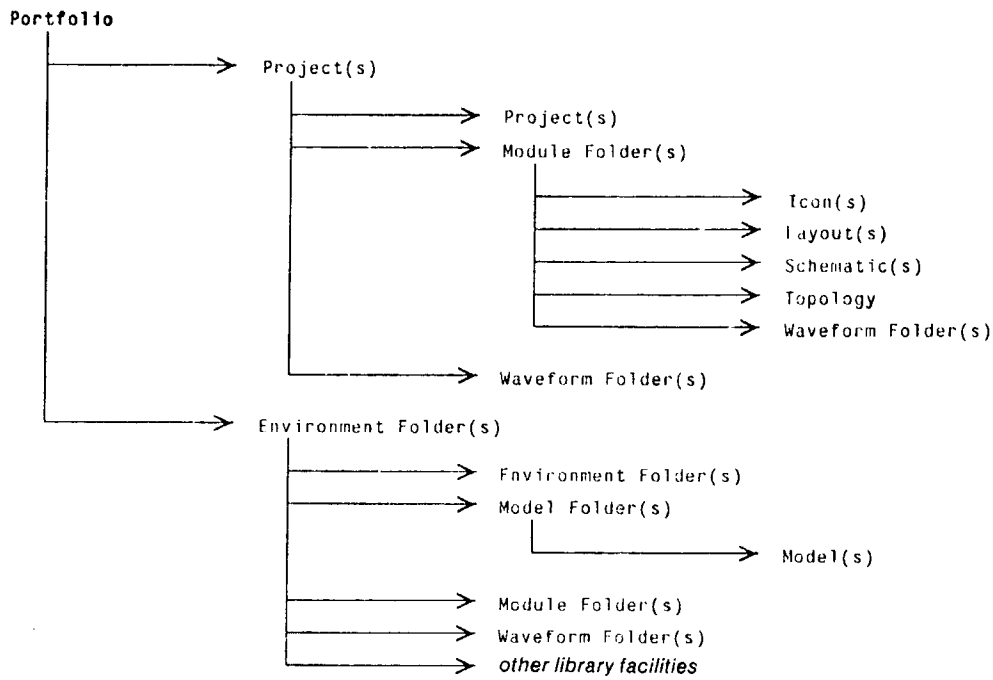 Portfolio
Project(s)
Project(s)
Module Folder(s)
Icon(s)
Layout(s)
Schematic(s)
Topology
Waveform Folder(s)
Waveform Folder(s)
Environment Folder(s)
Environment Folder(s)
Model Folder(s)
Model(s)
Module Folder(s)
Waveform Folder(s)
other library facilities